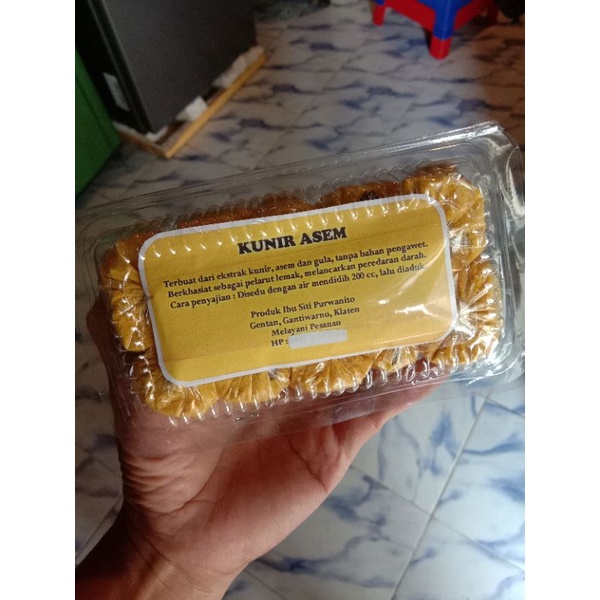 KUNIR ASEM
Terbuat dari ekstrak kunir, asem dan gula, tanpa bahan pengawet.
Berkhasiat sebagai pelarut lemak, melancarkan peredaran darah.
Cara penyajian : Disedu dengan air mendidih 200 cc, lalu diaduk.
Produk Ibu Siti Purwanito
Gentan, Gantiwarno, Klaten
Melayani Pesanan
HP :